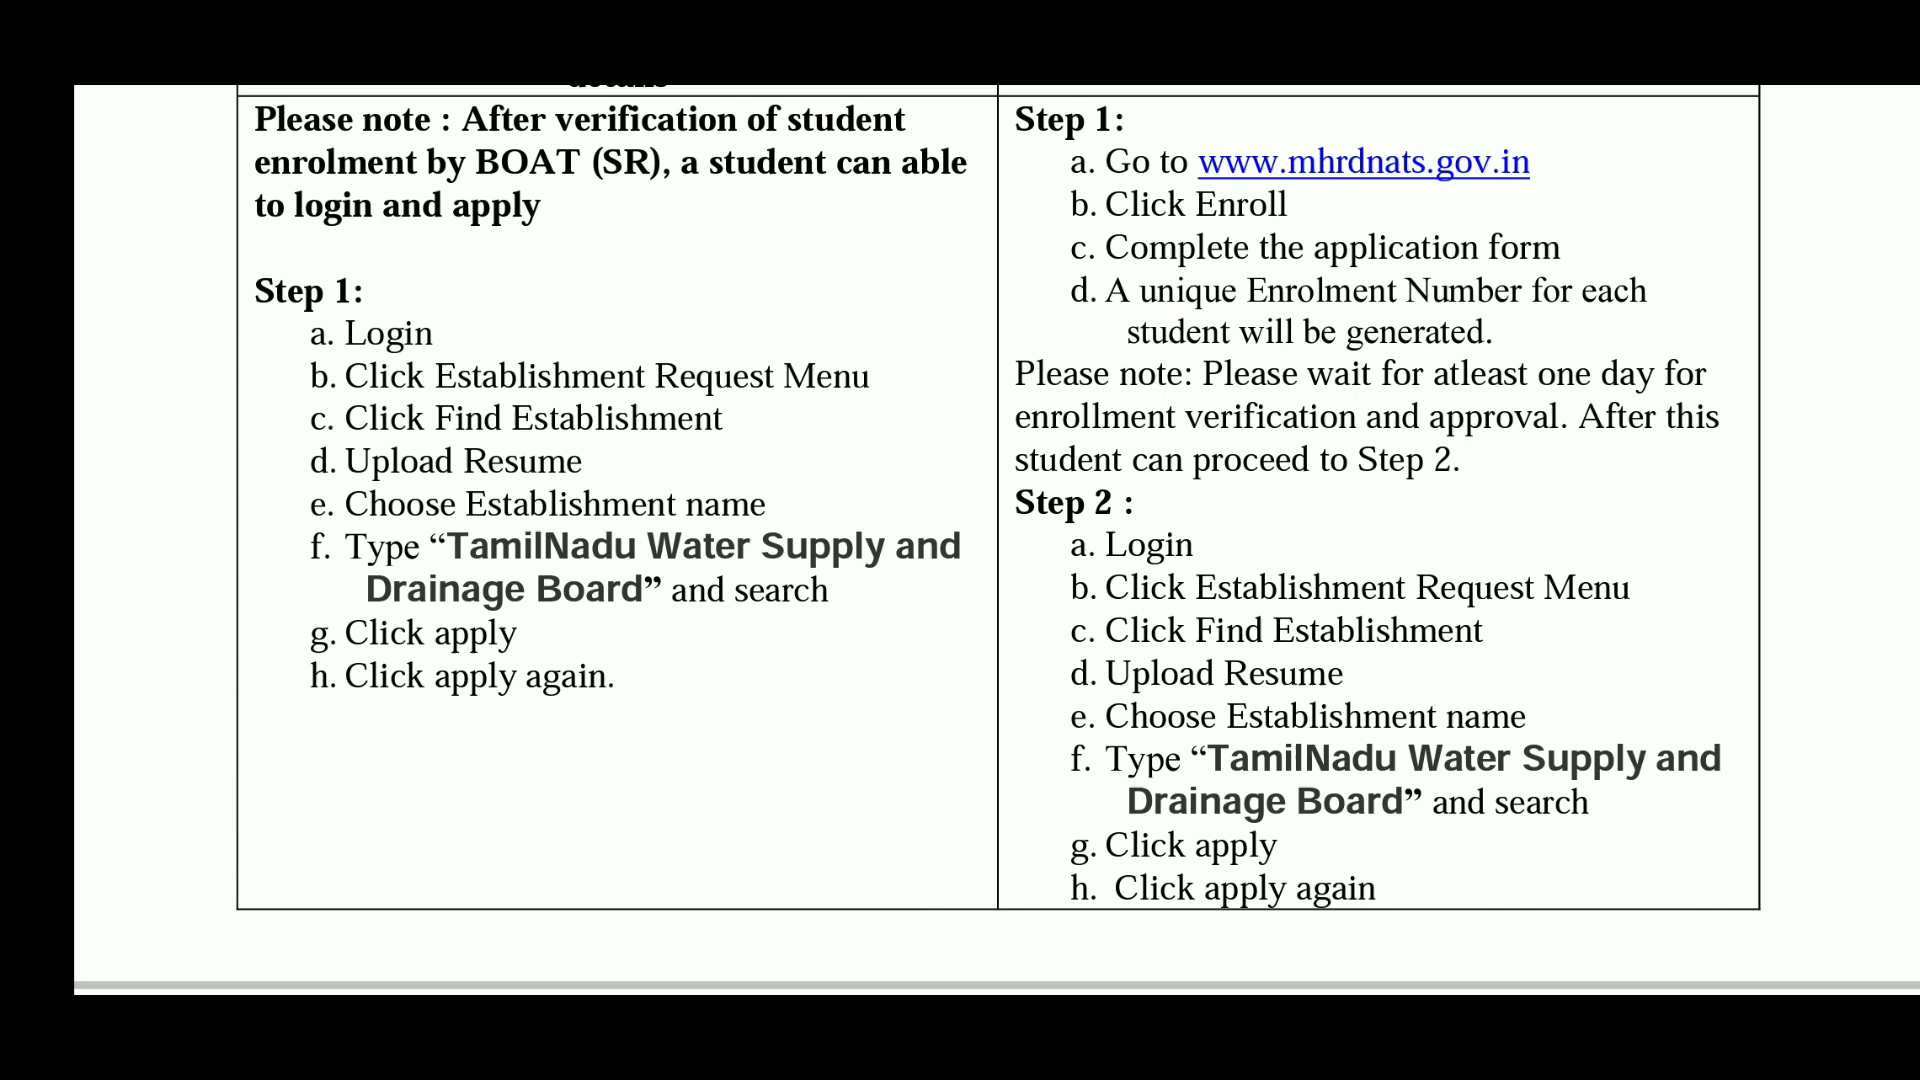 Please note : After verification of student
enrolment by BOAT (SR), a student can able
to login and apply
Step 1:
a. Login
b. Click Establishment Request Menu
c. Click Find Establishment
d. Upload Resume
e. Choose Establishment name
f. Type “TamilNadu Water Supply and
Drainage Board” and search
g. Click apply
h. Click apply again.
Step 1:
a. Go to www.mhrdnats.gov.in
b. Click Enroll
c. Complete the application form
d. A unique Enrolment Number for each
student will be generated.
Please note: Please wait for atleast one day for
enrollment verification and approval. After this
student can proceed to Step 2.
Step 2 :
a. Login
b. Click Establishment Request Menu
c. Click Find Establishment
d. Upload Resume
e. Choose Establishment name
f. Type “TamilNadu Water Supply and
Drainage Board” and search
g. Click apply
h. Click apply again